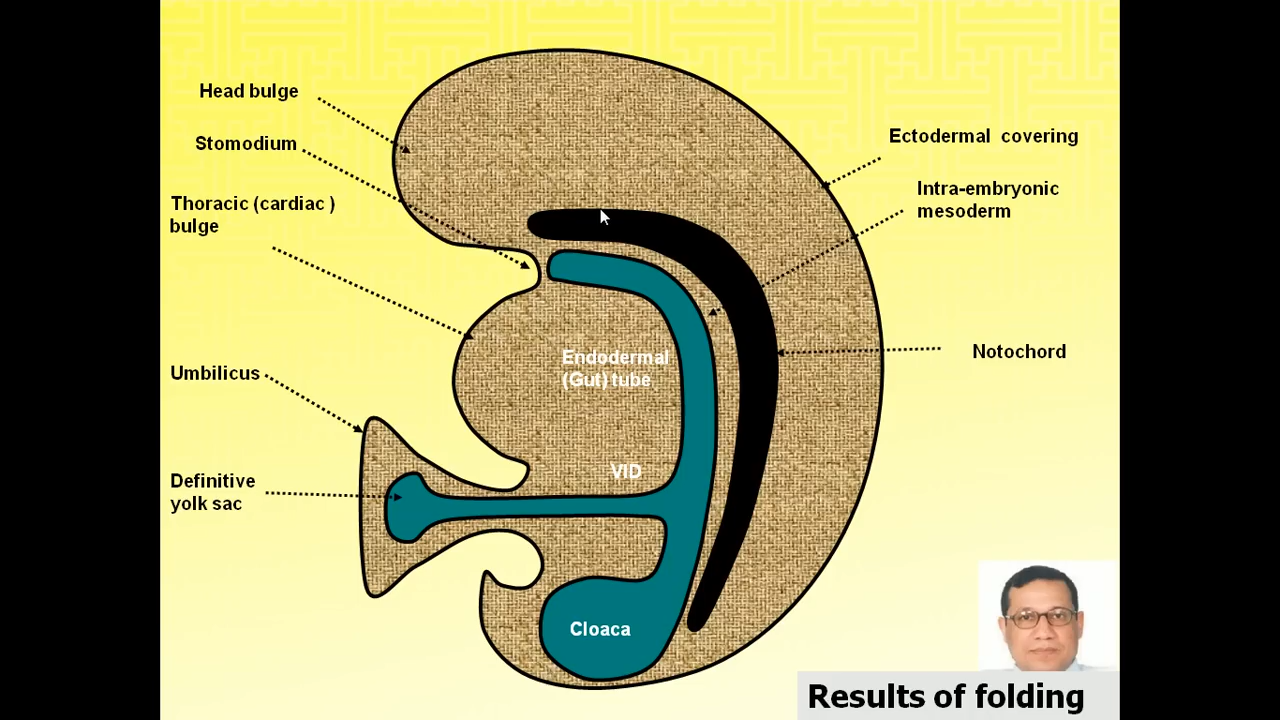 Head bulge
Stomodium
Thoracic (cardiac )
bulge
Umbilicus
Definitive
yolk sac
Endodermal
(Gut) tube
VID
Cloaca
Ectodermal covering
Intra-embryonic
mesoderm
Notochord
Results of folding